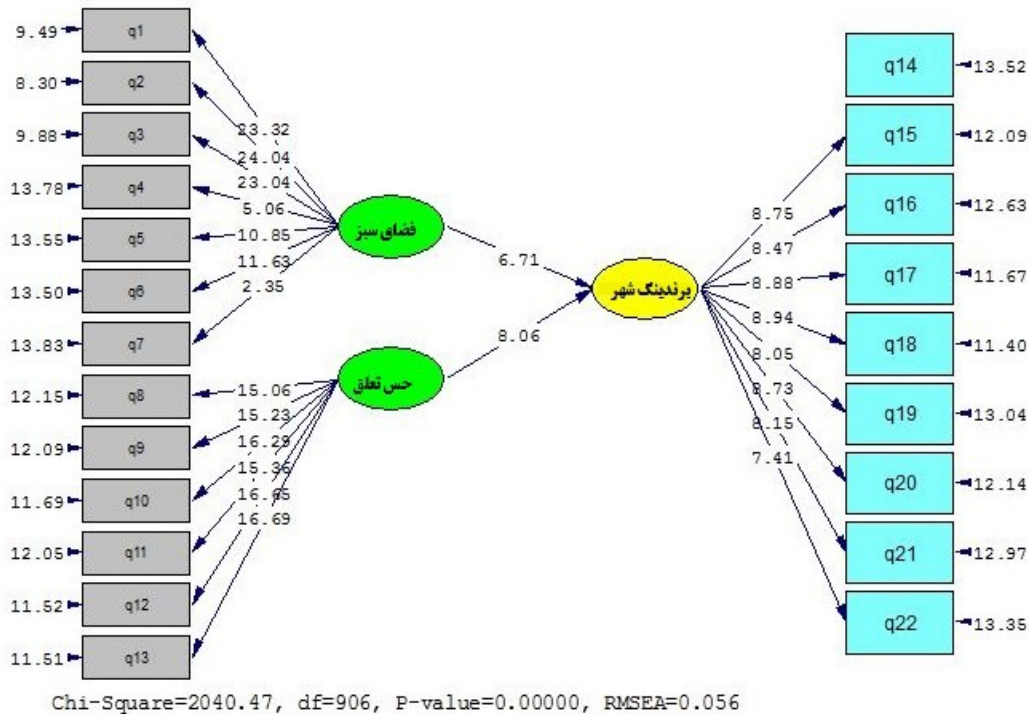 9.49 q1
8.30 q2
9.88 q3
13.78 q4
13.55 q5
13.50 q6
13.83 q7
12.15 q8
12.09 q9
11.69 q10
12.05 q11
11.52 q12
11.51 q13
23.32
24.04
23.04
5.06
10.85
11.63
2.35
15.06
15.23
16.29
15.36
16.65
16.69
فضای سبز
حس تعلق
6.71
8.06
برندینگ شهر
8.75
8.47
8.88
8.94
8.05
8.73
8.15
7.41
q14 13.52
q15 12.09
q16 12.63
q17 11.67
q18 11.40
q19 13.04
q20 12.14
q21 12.97
q22 13.35
Chi-Square=2040.47, df=906, P-value=0.00000, RMSEA=0.056